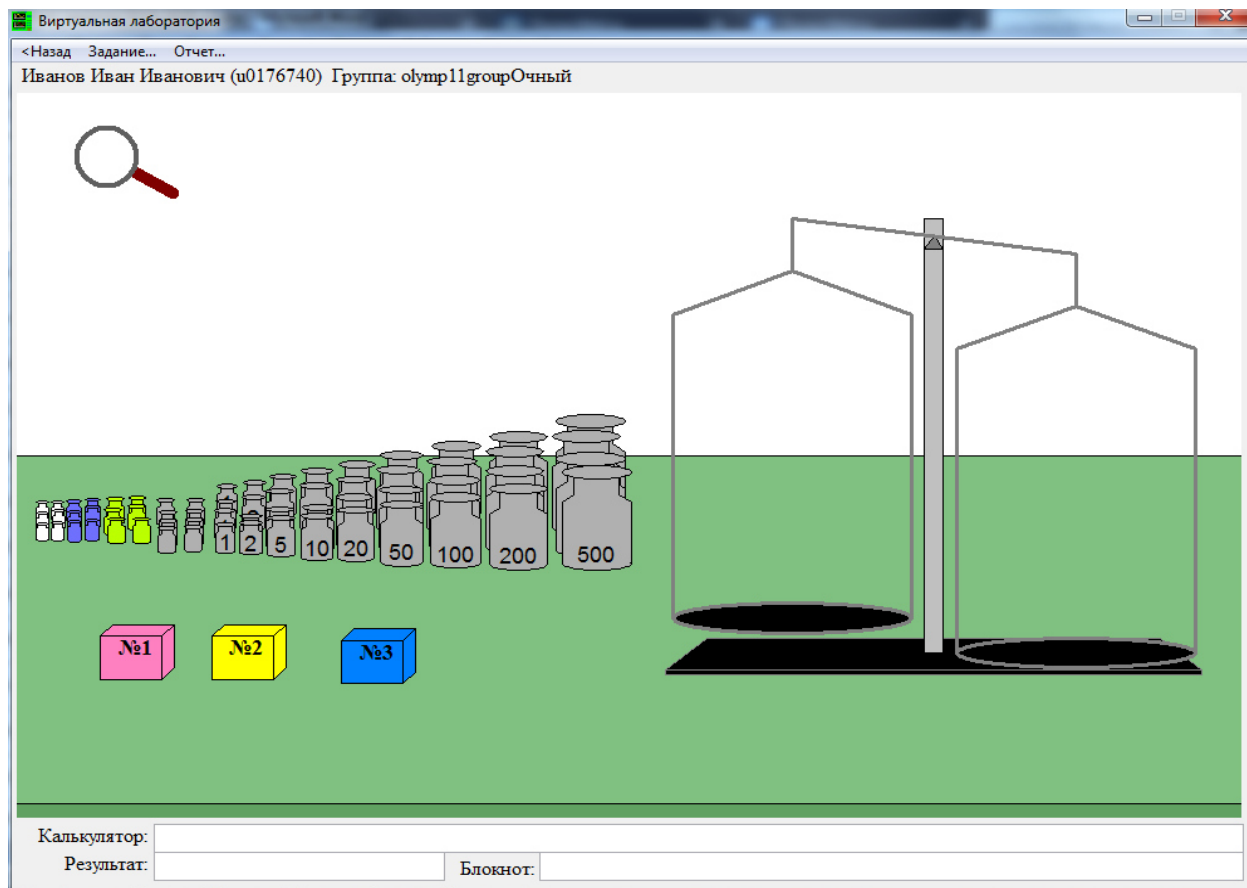 Виртуальная лаборатория
<Назад Задание... Отчет...
Иванов Иван Иванович (u0176740) Группа: olymp11groupОчный
1 2 5 10 20 50 100 200 500
№1 №2 №3
Калькулятор:
Результат: Блокнот: